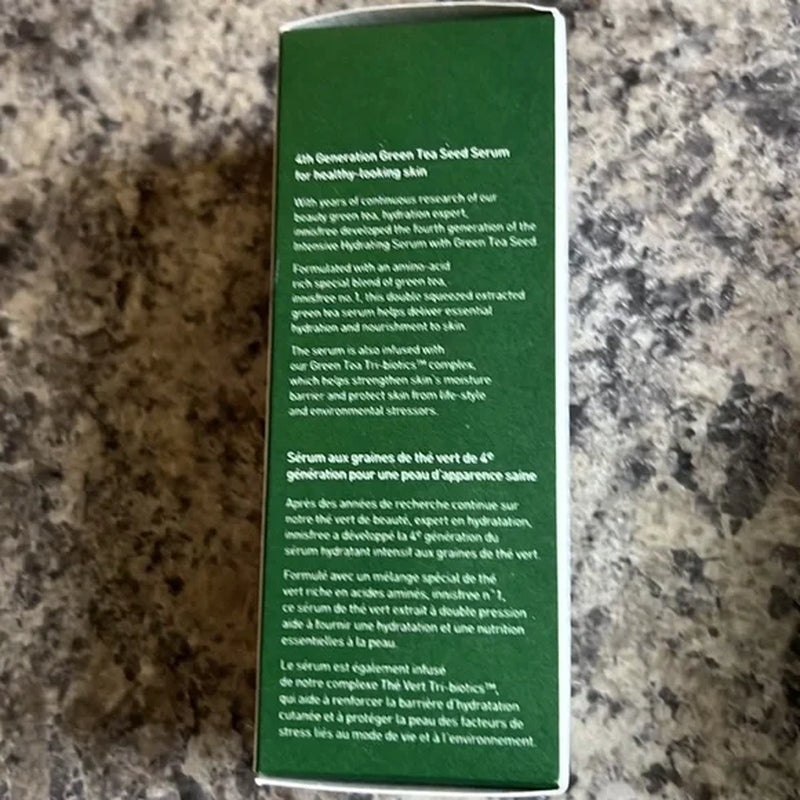 4th Generation Green Tea Seed Serum
for healthy-looking skin
With years of continuous research of our
beauty green tea, hydration expert,
innisfree developed the fourth generation of the
Intensive Hydrating Serum with Green Tea Seed.
Formulated with an amino-acid
rich special blend of green tea,
innisfree no.1, this double squeezed extracted
green tea serum helps deliver essential
hydration and nourishment to skin.
The serum is also infused with
our Green Tea Tri-biotics™ complex,
which helps strengthen skin's moisture
barrier and protect skin from life-style
and environmental stressors.
Sérum aux graines de thé vert de 4e
génération pour une peau d'apparence saine
Après des années de recherche continue sur
notre thé vert de beauté, expert en hydratation,
innisfree a développé la 4e génération du
sérum hydratant intensif aux graines de thé vert.
Formulé avec un mélange spécial de thé
vert riche en acides aminés, innisfree n°1,
ce sérum de thé vert extrait à double pression
aide à fournir une hydratation et une nutrition
essentielles à la peau.
Le sérum est également infusé
de notre complexe Thé Vert Tri-biotics™,
qui aide à renforcer la barrière d'hydratation
cutanée et à protéger la peau des facteurs de
stress liés au mode de vie et à l'environnement.